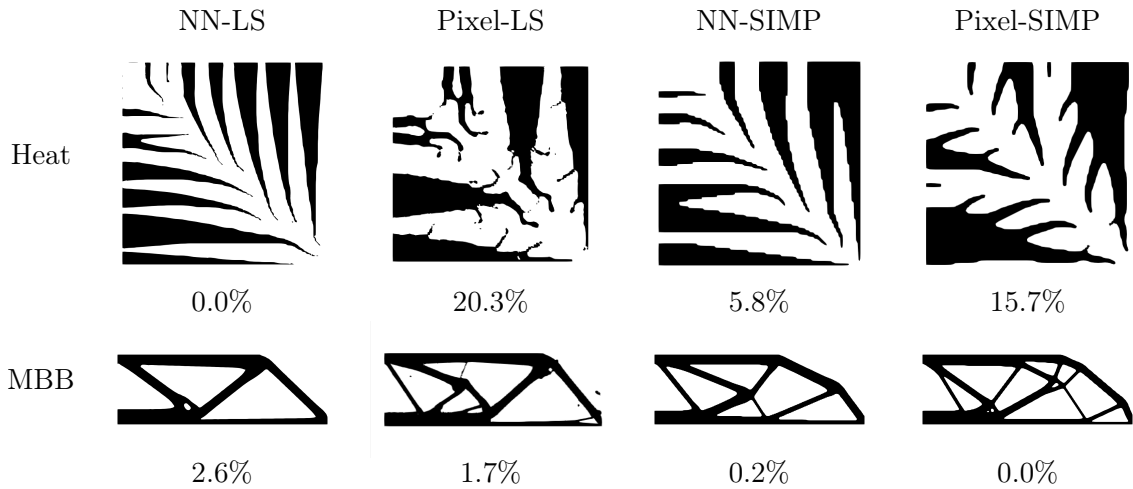 NN-LS Pixel-LS NN-SIMP Pixel-SIMP
Heat
0.0% 20.3% 5.8% 15.7%
MBB
2.6% 1.7% 0.2% 0.0%